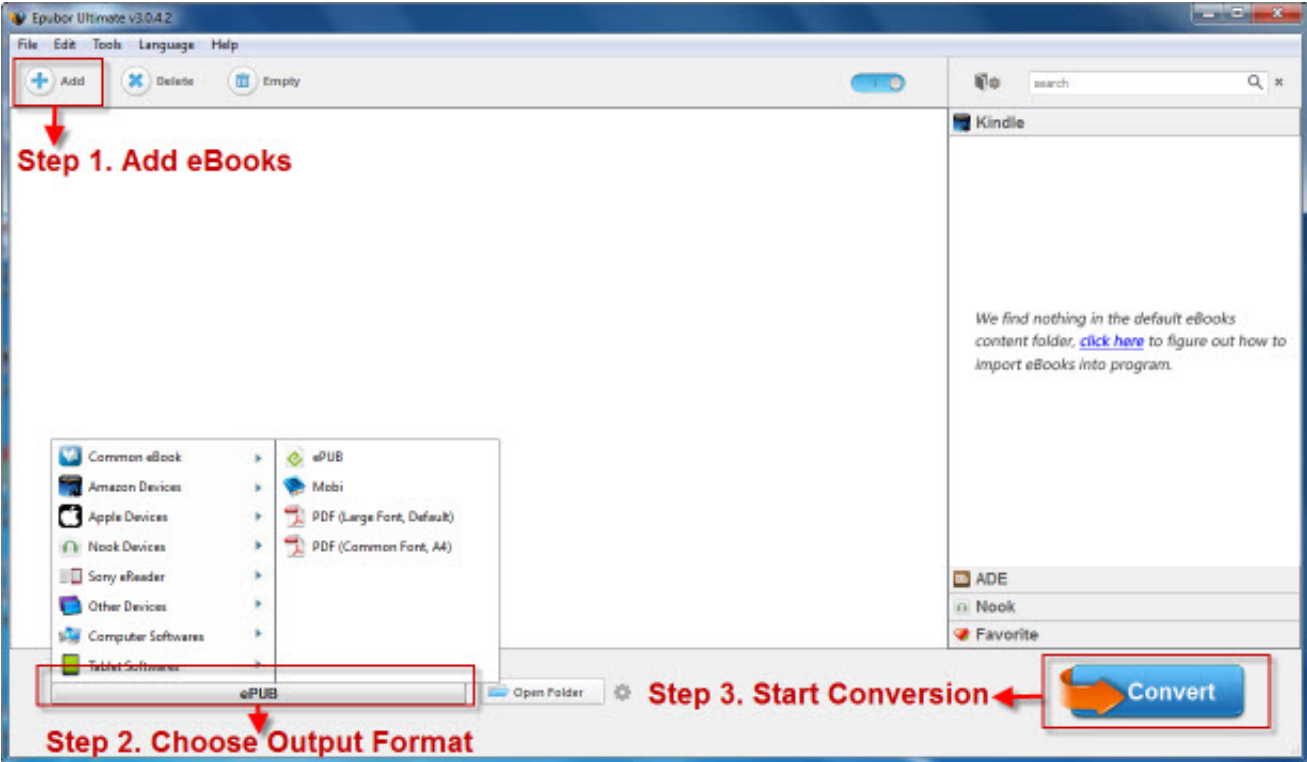 Epubor Ultimate v3.0.4.2
File Edit Tools Language Help
Add Delete Empty
search
Kindle
Step 1. Add eBooks
We find nothing in the default eBooks
content folder, click here to figure out how to
import eBooks into program.
Common eBook
Amazon Devices
Apple Devices
Nook Devices
Sony eReader
Other Devices
Computer Softwares
Tablet Softwares
ePUB
Mobi
PDF (Large Font, Default)
PDF (Common Font, A4)
ADE
Nook
Favorite
ePUB
Open Folder
Step 3. Start Conversion
Convert
Step 2. Choose Output Format